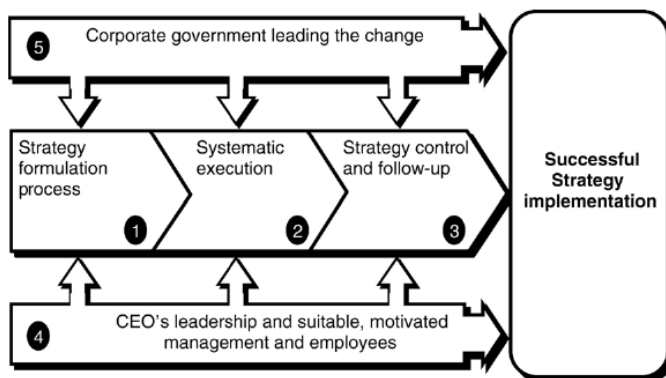 5 Corporate government leading the change
Strategy formulation process 1
Systematic execution 2
Strategy control and follow-up 3
Successful
Strategy
implementation
4 CEO's leadership and suitable, motivated
management and employees